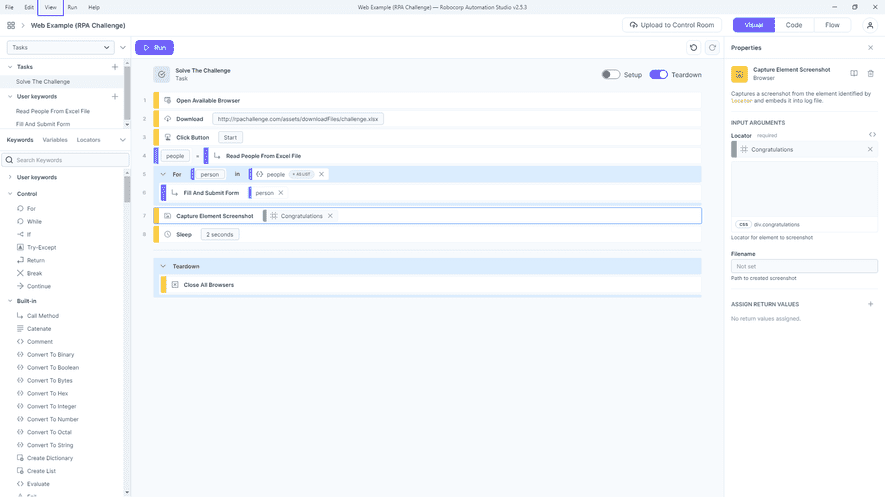 File Edit View Run Help
Web Example (RPA Challenge) - Robocorp Automation Studio v2.5.3
Web Example (RPA Challenge)
Upload to Control Room
Visual Code Flow
Tasks
Run
Tasks
Solve The Challenge
User keywords
Read People From Excel File
Fill And Submit Form
Keywords Variables Locators
Search Keywords
User keywords
Control
For
While
If
Try-Except
Return
Break
Continue
Built-in
Call Method
Catenate
Comment
Convert To Binary
Convert To Boolean
Convert To Bytes
Convert To Hex
Convert To Integer
Convert To Number
Convert To Octal
Convert To String
Create Dictionary
Create List
Evaluate
Solve The Challenge
Task
Setup Teardown
1 Open Available Browser
2 Download http://rpachallenge.com/assets/downloadFiles/challenge.xlsx
3 Click Button Start
4 people = Read People From Excel File
5 For person in {} people + ADJUST
6 Fill And Submit Form person
7 Capture Element Screenshot Congratulations
8 Sleep 2 seconds
Teardown
Close All Browsers
Properties
Capture Element Screenshot
Browser
Captures a screenshot from the element identified by
locator and embeds it into log file.
INPUT ARGUMENTS
Locator required
Congratulations
CSS div.congratulations
Locator for element to screenshot
Filename
Not set
Path to created screenshot
ASSIGN RETURN VALUES
No return values assigned.